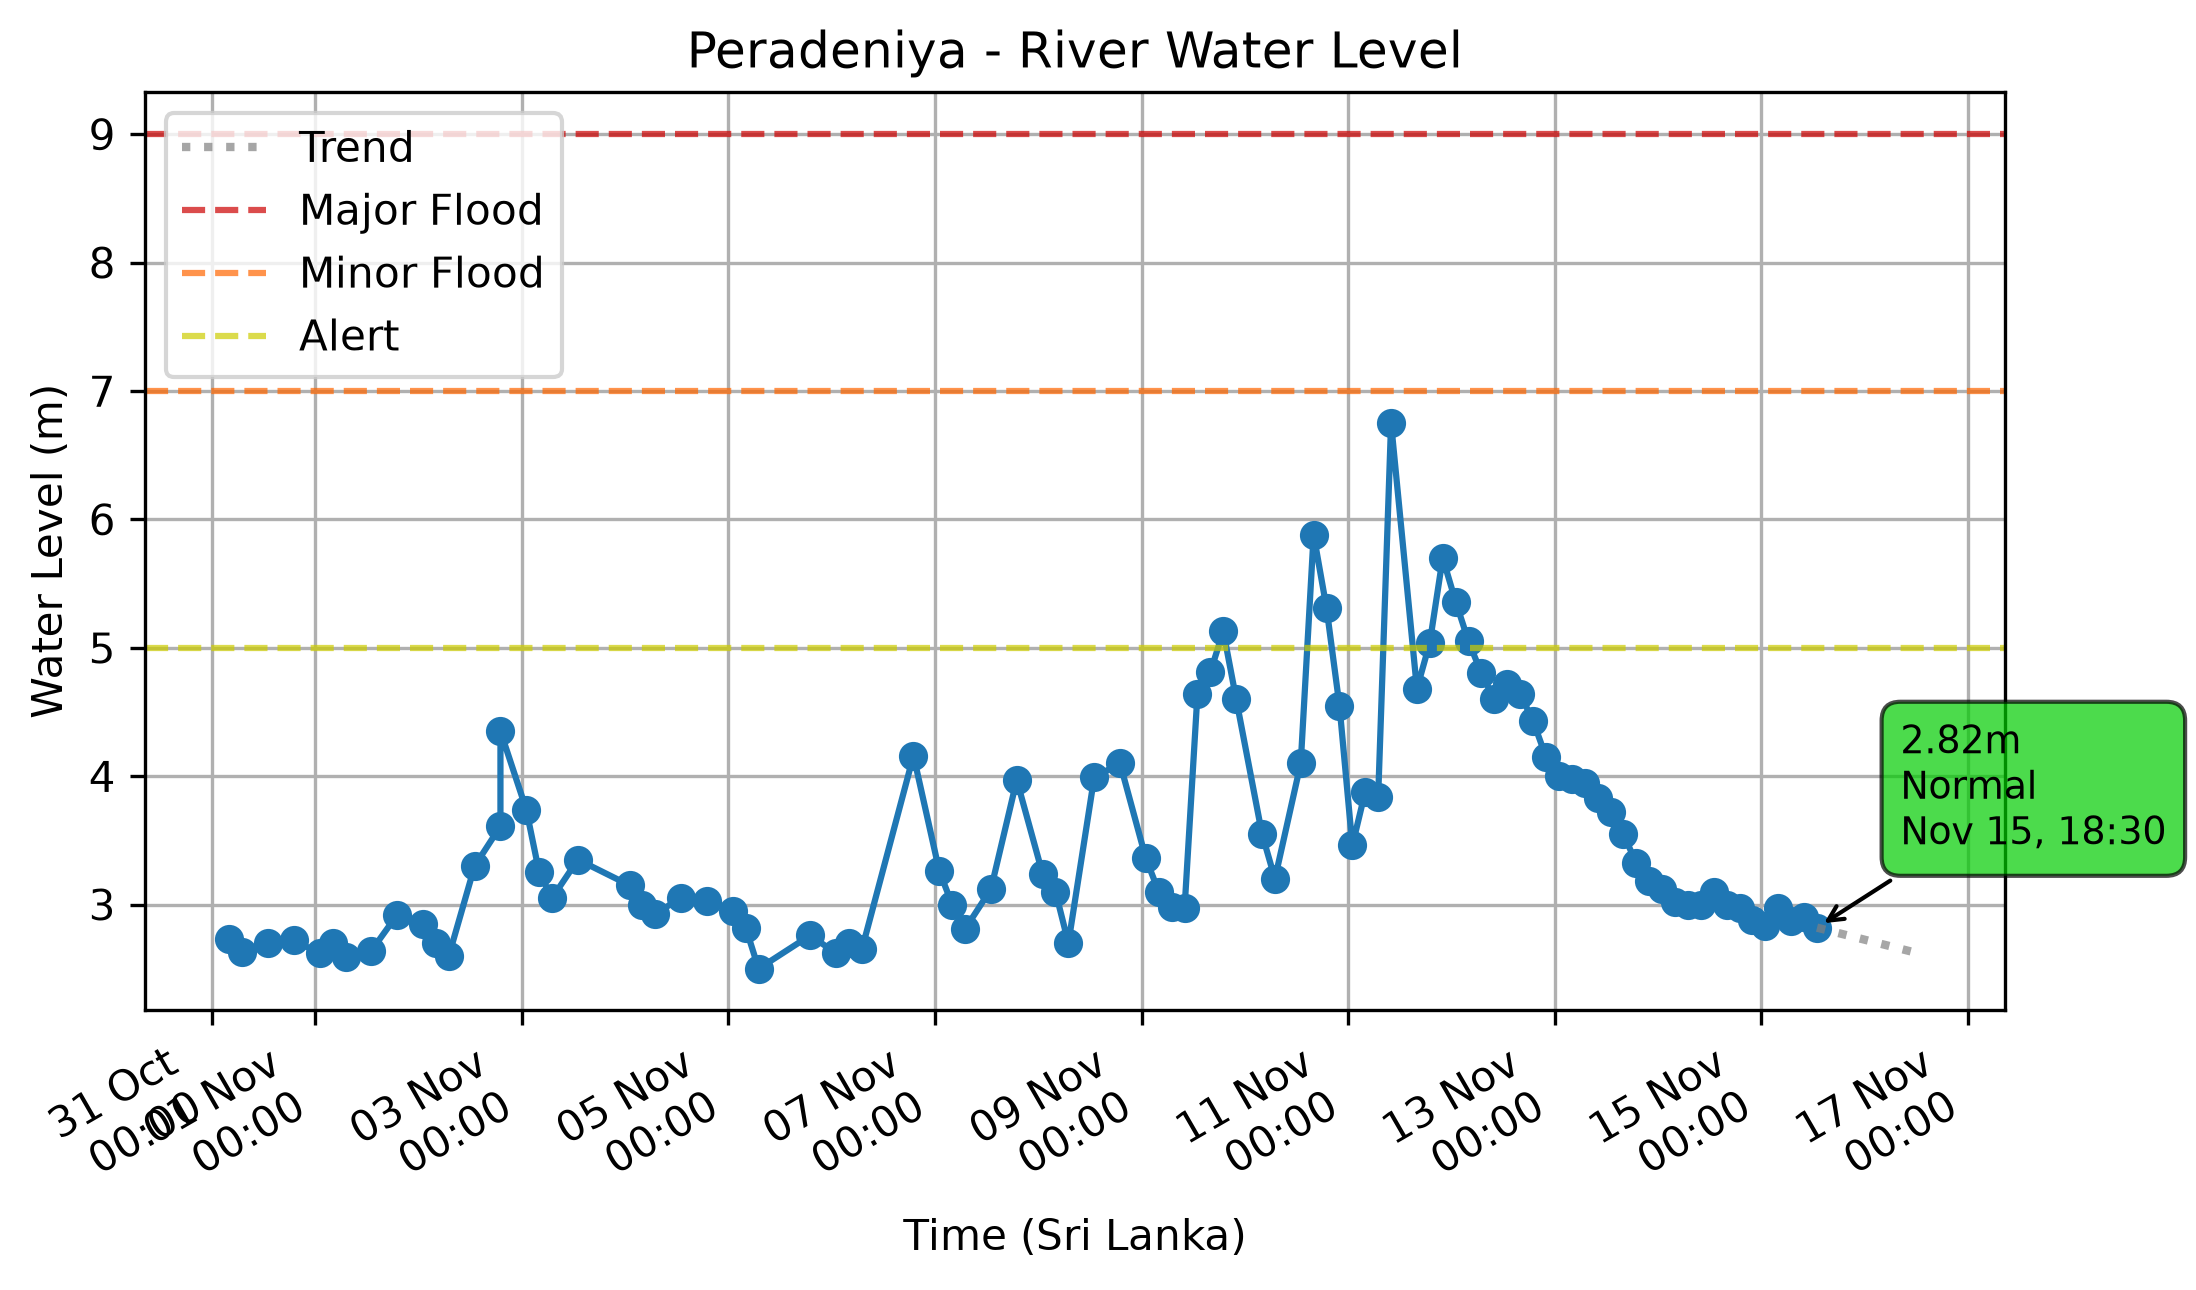 Peradeniya - River Water Level
Trend
Major Flood
Minor Flood
Alert
9
8
7
6
5
4
3
Water Level (m)
2.82m
Normal
Nov 15, 18:30
31 Oct
00:00
01 Nov
00:00
03 Nov
00:00
05 Nov
00:00
07 Nov
00:00
09 Nov
00:00
11 Nov
00:00
13 Nov
00:00
15 Nov
00:00
17 Nov
00:00
Time (Sri Lanka)